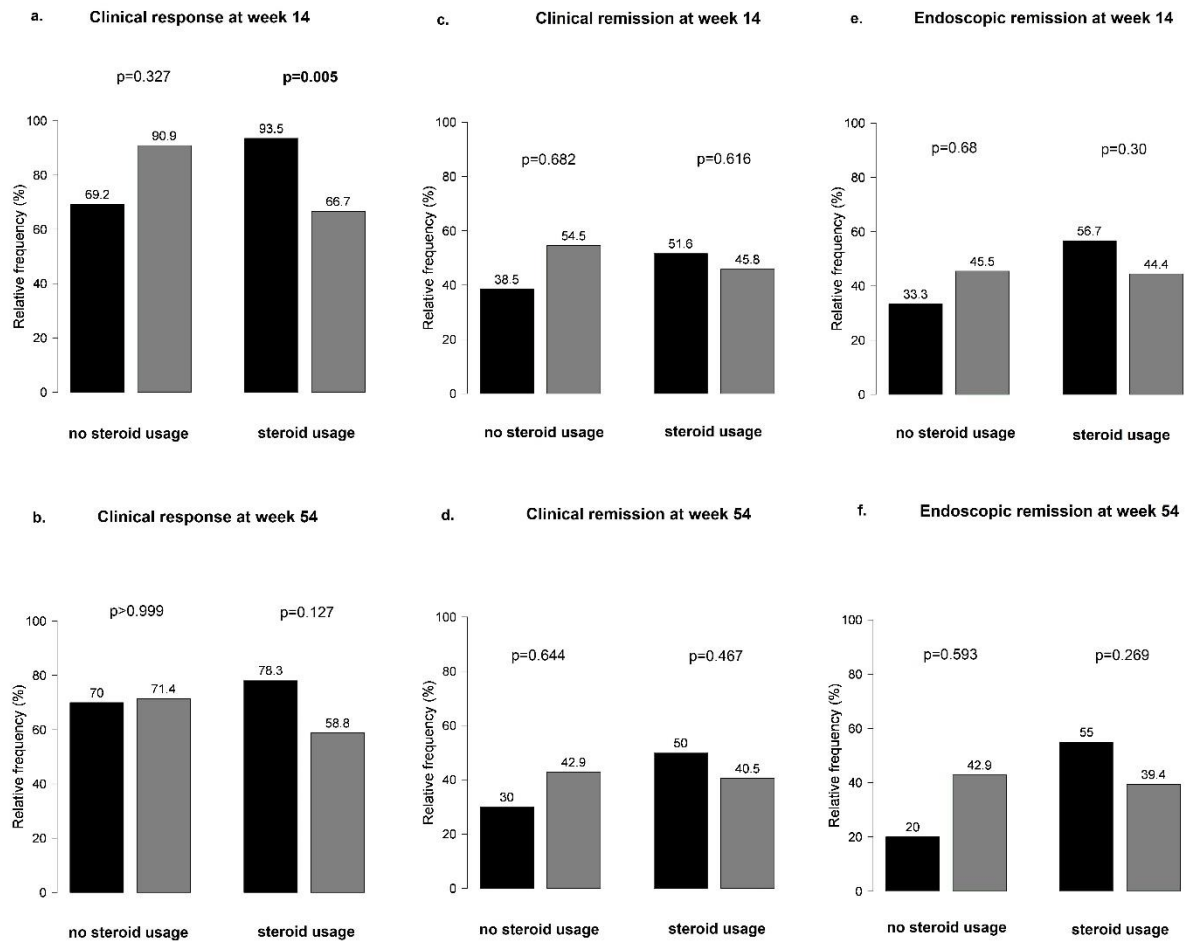 a. Clinical response at week 14
p=0.327 p=0.005
Relative frequency (%)
100
80
60
40
20
0
69.2 90.9 93.5 66.7
no steroid usage steroid usage
c. Clinical remission at week 14
p=0.682 p=0.616
Relative frequency (%)
100
80
60
40
20
0
38.5 54.5 51.6 45.8
no steroid usage steroid usage
e. Endoscopic remission at week 14
p=0.68 p=0.30
Relative frequency (%)
100
80
60
40
20
0
33.3 45.5 56.7 44.4
no steroid usage steroid usage
b. Clinical response at week 54
p>0.999 p=0.127
Relative frequency (%)
100
80
60
40
20
0
70 71.4 78.3 58.8
no steroid usage steroid usage
d. Clinical remission at week 54
p=0.644 p=0.467
Relative frequency (%)
100
80
60
40
20
0
30 42.9 50 40.5
no steroid usage steroid usage
f. Endoscopic remission at week 54
p=0.593 p=0.269
Relative frequency (%)
100
80
60
40
20
0
20 42.9 55 39.4
no steroid usage steroid usage